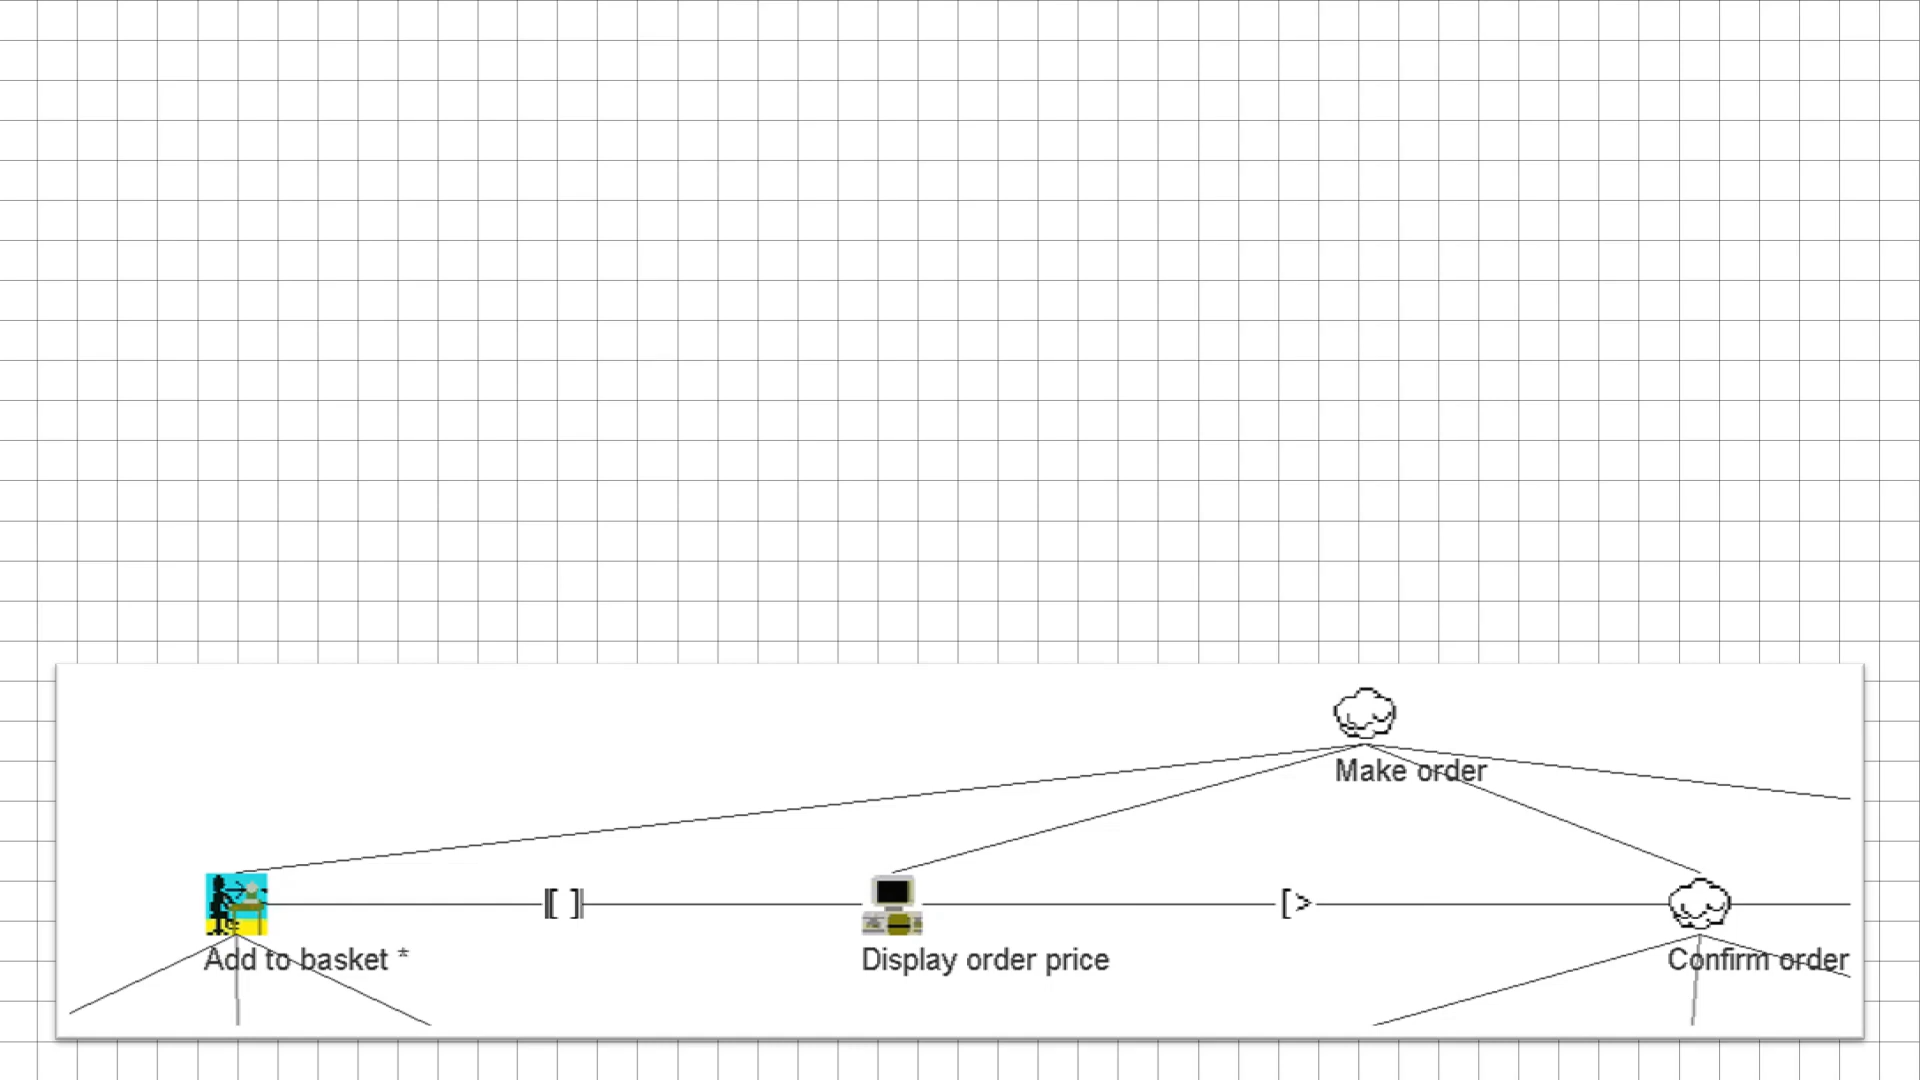 Make order
|[ ]|
[>
Add to basket *
Display order price
Confirm order